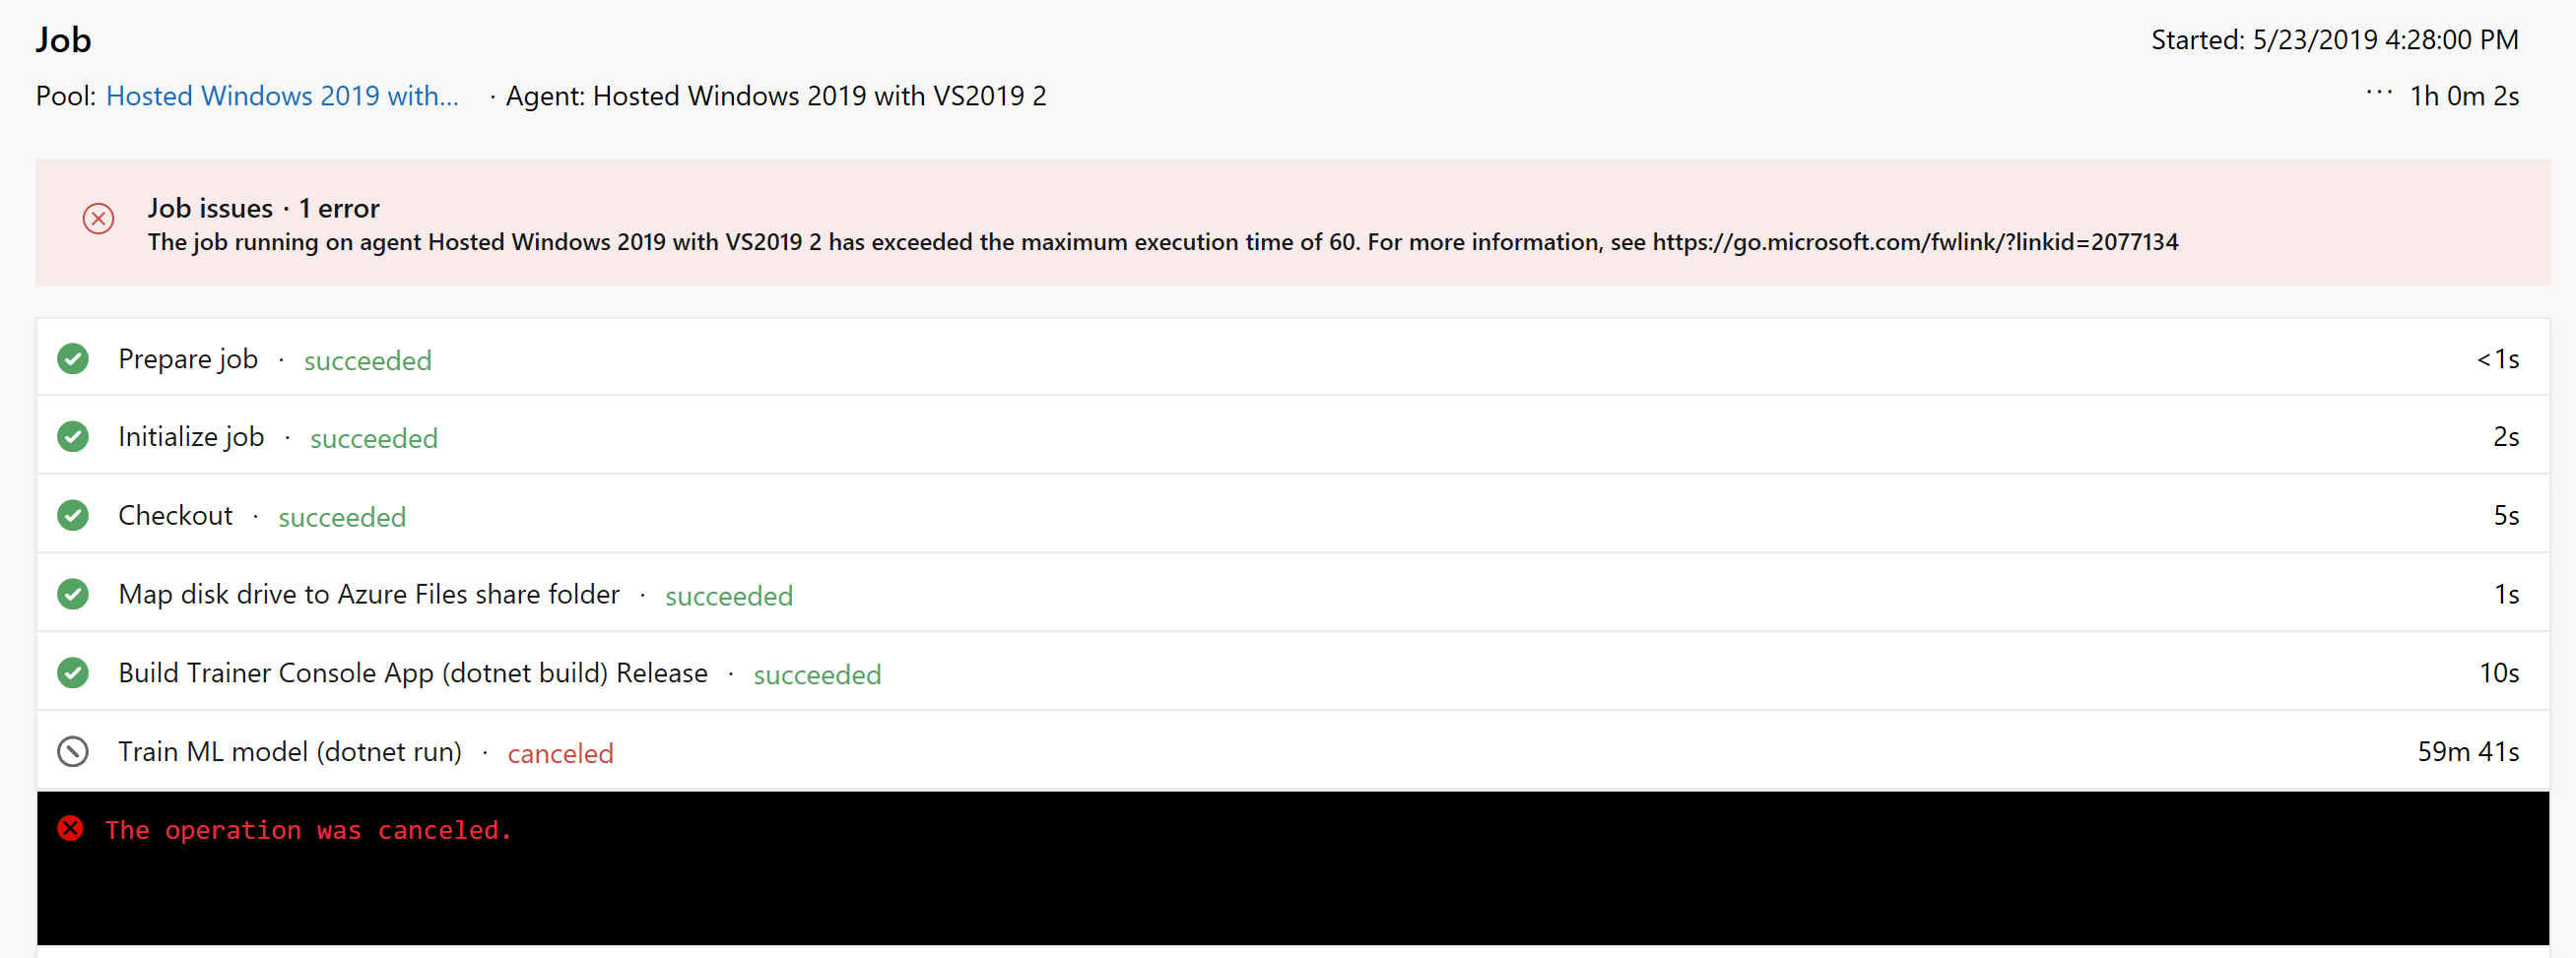 Job
Started: 5/23/2019 4:28:00 PM
Pool: Hosted Windows 2019 with... · Agent: Hosted Windows 2019 with VS2019 2
··· 1h 0m 2s
Job issues · 1 error
The job running on agent Hosted Windows 2019 with VS2019 2 has exceeded the maximum execution time of 60. For more information, see https://go.microsoft.com/fwlink/?linkid=2077134
Prepare job · succeeded <1s
Initialize job · succeeded 2s
Checkout · succeeded 5s
Map disk drive to Azure Files share folder · succeeded 1s
Build Trainer Console App (dotnet build) Release · succeeded 10s
Train ML model (dotnet run) · canceled 59m 41s
The operation was canceled.